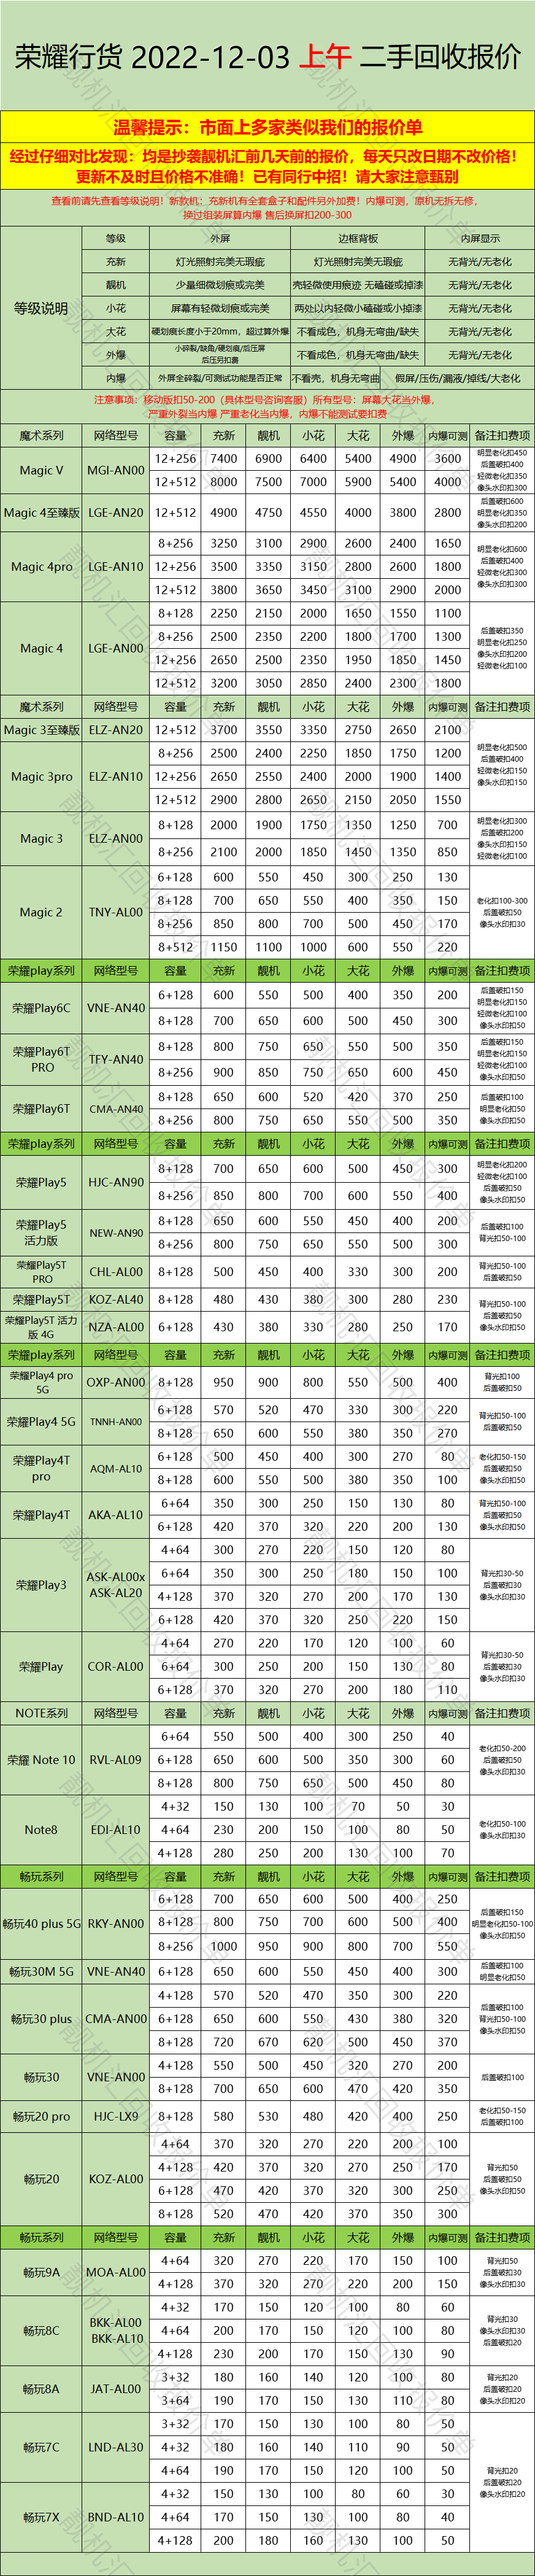 荣耀行货 2022-12-03 上午 二手回收报价
温馨提示：市面上多家类似我们的报价单
经过仔细对比发现：均是抄袭靓机汇前几天前的报价，每天只改日期不改价格！
更新不及时且价格不准确！已有同行中招！请大家注意甄别
查看前请先查看等级说明！新款机：充新机有全套盒子和配件另外加费！内爆可测，原机无拆无修，
换过组装屏算内爆 售后换屏扣200-300
等级说明
等级 外屏 边框背板 内屏显示
充新 灯光照射完美无瑕疵 灯光照射完美无瑕疵 无背光/无老化
靓机 少量细微划痕或完美 壳轻微使用痕迹 无磕碰或掉漆 无背光/无老化
小花 屏幕有轻微划痕或完美 两处以内轻微小磕碰或小掉漆 无背光/无老化
大花 硬划痕长度小于20mm，超过算外爆 不看成色，机身无弯曲/缺失 无背光/无老化
外爆 小碎裂/缺角/硬划痕/后压屏 后压另扣震 不看成色，机身无弯曲/缺失 无背光/无老化
内爆 外屏全碎裂/可测试功能是否正常 不看壳，机身无弯曲 假屏/压伤/漏液/掉线/大老化
注意事项：移动版扣50-200（具体型号咨询客服）所有型号：屏幕大花当外爆，
严重外裂当内爆 严重老化当内爆，内爆不能测试要扣费
魔术系列 网络型号 容量 充新 靓机 小花 大花 外爆 内爆可测 备注扣费项
Magic V MGI-AN00 12+256 7400 6900 6400 5400 4900 3600 明显老化扣450 后盖破扣400
12+512 8000 7500 7000 5900 5400 4000 轻微老化扣350 像头水印扣300
Magic 4至臻版 LGE-AN20 12+512 4900 4750 4550 4000 3800 2800 后盖破扣600 明显老化扣350 像头水印扣200
Magic 4pro LGE-AN10 8+256 3250 3100 2900 2600 2400 1650 明显老化扣600
12+256 3500 3350 3150 2800 2600 1800 后盖破扣400 轻微老化扣300
12+512 3800 3650 3450 3100 2900 2000 像头水印扣300
Magic 4 LGE-AN00 8+128 2250 2150 2000 1650 1550 1100 后盖破扣350
8+256 2500 2350 2200 1800 1700 1300 明显老化扣250
12+256 2650 2500 2350 1950 1850 1450 像头水印扣200
12+512 3200 3050 2850 2400 2300 1800 轻微老化扣100
魔术系列 网络型号 容量 充新 靓机 小花 大花 外爆 内爆可测 备注扣费项
Magic 3至臻版 ELZ-AN20 12+512 3700 3550 3350 2750 2650 2100
Magic 3pro ELZ-AN10 8+256 2500 2400 2250 1850 1750 1200 明显老化扣500 后盖破扣400
12+256 2650 2550 2400 2000 1900 1400 轻微老化扣150 像头水印扣150
12+512 2900 2800 2650 2150 2050 1550
Magic 3 ELZ-AN00 8+128 2000 1900 1750 1350 1250 700 明显老化扣300 后盖破扣200
8+256 2100 2000 1850 1450 1350 850 像头水印扣150 轻微老化扣100
Magic 2 TNY-AL00 6+128 600 550 450 300 250 130
8+128 700 650 550 400 350 150 老化扣100-300
8+256 850 800 700 500 450 170 后盖破扣50 像头水印扣30
8+512 1150 1100 1000 600 550 220
荣耀play系列 网络型号 容量 充新 靓机 小花 大花 外爆 内爆可测 备注扣费项
荣耀Play6C VNE-AN40 6+128 600 550 500 400 350 200 后盖破扣150 明显老化扣150
8+128 700 650 600 500 450 300 轻微老化扣100 像头水印扣50
荣耀Play6T PRO TFY-AN40 8+128 800 750 650 550 500 350 后盖破扣150 明显老化扣150
8+256 900 850 750 650 600 450 轻微老化扣100 像头水印扣50
荣耀Play6T CMA-AN40 8+128 650 600 520 420 370 250 后盖破扣100 明显老化扣50
8+256 800 750 650 550 500 350 像头水印扣50
荣耀play系列 网络型号 容量 充新 靓机 小花 大花 外爆 内爆可测 备注扣费项
荣耀Play5 HJC-AN90 8+128 700 650 600 500 450 300 明显老化扣200 轻微老化扣100
8+256 850 800 700 600 550 400 后盖破扣50 像头水印扣50
荣耀Play5 活力版 NEW-AN90 8+128 650 600 550 450 400 200 后盖破扣100
8+256 800 750 650 550 500 300 背光扣50-100
荣耀Play5T PRO CHL-AL00 8+128 500 450 400 330 300 200 背光扣50-100 后盖破扣50
荣耀Play5T KOZ-AL40 8+128 480 430 380 300 280 230 背光扣50-100
荣耀Play5T 活力版 4G NZA-AL00 6+128 430 380 330 280 250 170 后盖破扣50 像头水印扣50
荣耀play系列 网络型号 容量 充新 靓机 小花 大花 外爆 内爆可测 备注扣费项
荣耀Play4 pro 5G OXP-AN00 8+128 950 900 800 550 500 400 背光扣100 后盖破扣50
荣耀Play4 5G TNNH-AN00 6+128 570 520 470 330 300 220 背光扣50-100
8+128 650 600 550 380 350 270 后盖破扣50
荣耀Play4T pro AQM-AL10 6+128 500 450 400 300 270 80 老化扣50-150 后盖破扣50
8+128 600 550 500 380 350 100 像头水印扣50
荣耀Play4T AKA-AL10 6+64 350 300 250 150 130 80 背光扣50-100 后盖破扣50
6+128 420 370 320 220 200 130 像头水印扣50
荣耀Play3 ASK-AL00x ASK-AL20 4+64 300 270 220 150 120 80
6+64 350 300 250 180 150 100 背光扣30-50
4+128 370 320 270 200 170 130 后盖破扣30 像头水印扣30
6+128 420 370 320 250 220 150
荣耀Play COR-AL00 4+64 270 220 170 120 100 60 背光扣30-50
6+64 300 250 200 150 130 80 后盖破扣30
6+128 370 320 270 200 180 110 像头水印扣30
NOTE系列 网络型号 容量 充新 靓机 小花 大花 外爆 内爆可测 备注扣费项
荣耀 Note 10 RVL-AL09 6+64 550 500 400 300 250 40 老化扣50-200
6+128 650 600 500 350 300 60 后盖破扣50
8+128 800 750 650 500 450 80 像头水印扣30
Note8 EDI-AL10 4+32 150 130 100 70 50 30
4+64 230 200 150 100 80 50 老化扣50-100 像头水印扣30
4+128 280 250 200 130 100 70
畅玩系列 网络型号 容量 充新 靓机 小花 大花 外爆 内爆可测 备注扣费项
畅玩40 plus 5G RKY-AN00 6+128 700 650 600 500 400 250 后盖破扣150
8+128 800 750 700 600 500 400 明显老化扣50-100
8+256 1000 950 900 800 700 550 像头水印扣50
畅玩30M 5G VNE-AN40 6+128 650 600 550 450 400 300 后盖破扣100 明显老化扣50
畅玩30 plus CMA-AN00 4+128 570 520 470 350 300 220 后盖破扣100
6+128 650 600 550 430 380 320 背光扣50-100
8+128 720 670 620 500 450 370 像头水印扣50
畅玩30 VNE-AN00 4+128 550 500 450 320 270 200 后盖破扣100
8+128 700 650 600 470 420 350
畅玩20 pro HJC-LX9 8+128 580 530 480 420 400 250 老化扣50-150 后盖破扣100
畅玩20 KOZ-AL00 4+64 370 320 270 220 200 100
4+128 420 370 320 270 250 170 背光扣50
6+128 470 420 370 320 300 250 后盖破扣50 像头水印扣50
8+128 520 470 420 370 350 300
畅玩系列 网络型号 容量 充新 靓机 小花 大花 外爆 内爆可测 备注扣费项
畅玩9A MOA-AL00 4+64 320 270 220 170 150 100 背光扣50 后盖破扣30
4+128 370 320 270 220 200 150 像头水印扣30
畅玩8C BKK-AL00 BKK-AL10 4+32 170 150 120 100 80 60 背光扣30
4+64 200 170 150 120 100 80 像头水印扣30
4+128 230 200 170 150 130 90 后盖破扣20
畅玩8A JAT-AL00 3+32 180 160 140 120 100 80 背光扣20 后盖破扣20
3+64 190 170 150 130 110 80 像头水印扣20
畅玩7C LND-AL30 3+32 170 150 130 100 80 50
4+32 180 160 140 110 90 50
4+64 190 170 150 120 100 50 背光扣20 后盖破扣20
畅玩7X BND-AL10 4+32 150 130 100 80 60 30 像头水印扣20
4+64 170 150 130 100 80 40
4+128 200 180 160 130 100 50
靓机汇回收报价单